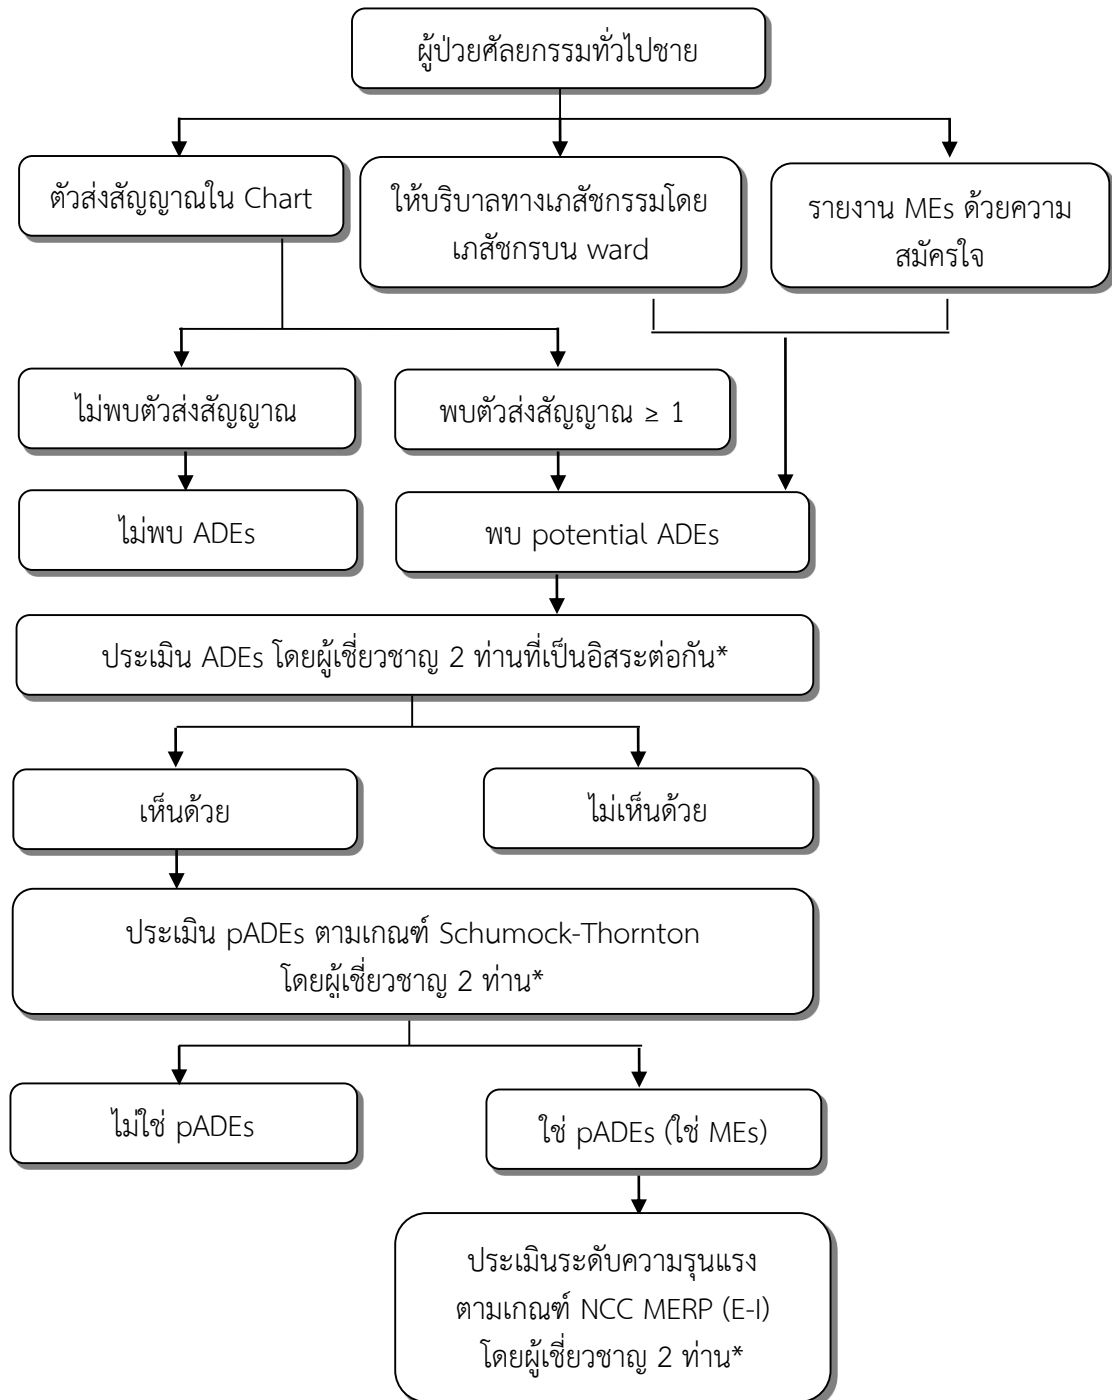 ผู้ป่วยศัลยกรรมทั่วไปชาย
ตัวส่งสัญญาณใน Chart
ให้บริบาลทางเภสัชกรรมโดย
เภสัชกรบน ward
รายงาน MEs ด้วยความ
สมัครใจ
ไม่พบตัวส่งสัญญาณ
พบตัวส่งสัญญาณ ≥ 1
ไม่พบ ADEs
พบ potential ADEs
ประเมิน ADEs โดยผู้เชี่ยวชาญ 2 ท่านที่เป็นอิสระต่อกัน*
เห็นด้วย
ไม่เห็นด้วย
ประเมิน pADEs ตามเกณฑ์ Schumock-Thornton
โดยผู้เชี่ยวชาญ 2 ท่าน*
ไม่ใช่ pADEs
ใช่ pADEs (ใช่ MEs)
ประเมินระดับความรุนแรง
ตามเกณฑ์ NCC MERP (E-I)
โดยผู้เชี่ยวชาญ 2 ท่าน*